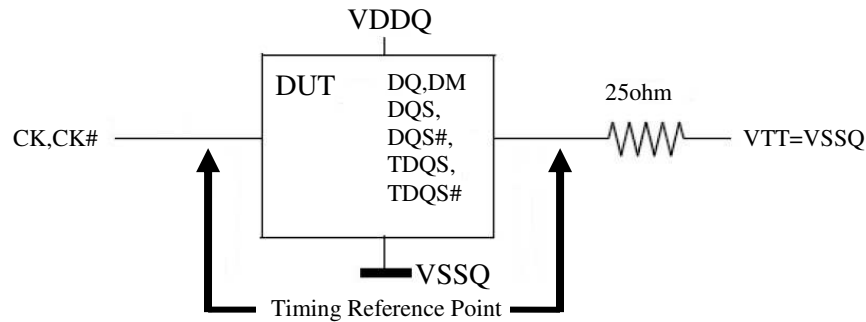 VDDQ
DUT
DQ,DM
DQS,
DQS#,
TDQS,
TDQS#
25ohm
CK,CK#
VTT=VSSQ
VSSQ
Timing Reference Point